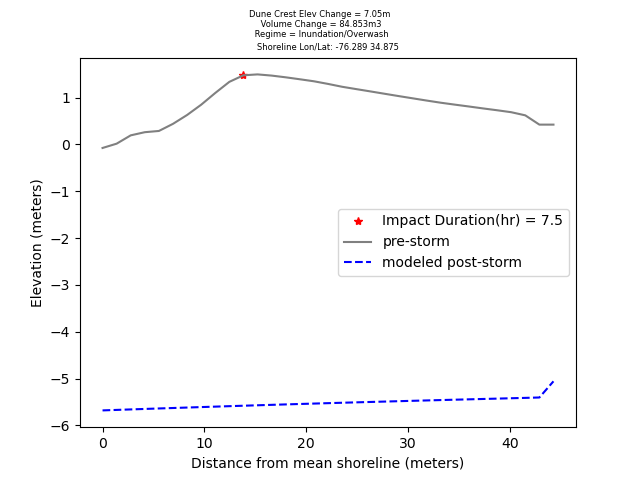 Dune Crest Elev Change = 7.05m
Volume Change = 84.853m3
Regime = Inundation/Overwash
Shoreline Lon/Lat: -76.289 34.875
1
0
−1
−2
−3
−4
−5
−6
Elevation (meters)
Impact Duration(hr) = 7.5
pre-storm
modeled post-storm
0 10 20 30 40
Distance from mean shoreline (meters)